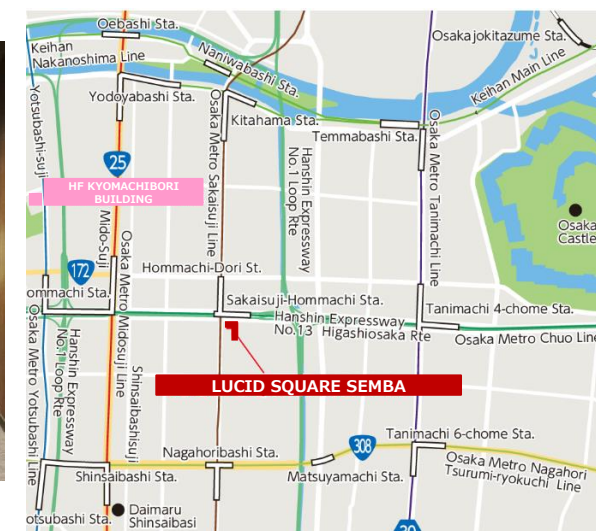 Oebashi Sta.
Osakajokitazume Sta.
Keihan
Nakanoshima Line
Naniwabashi Sta.
Keihan Main Line
Yotsubashi-suji
Yodoyabashi Sta.
Kitahama Sta.
Temmabashi Sta.
25
Osaka Metro Sakaisuji Line
Hanshin Expressway
No.1 Loop Rte
Osaka Metro Tanimachi Line
HF KYOMACHIBORI
BUILDING
Mido-Suji
Osaka
Castle
172
Osaka Metro Midosuji Line
Hommachi-Dori St.
ommachi Sta.
Sakaisuji-Hommachi Sta.
Hanshin Expressway
No.13 Higashiosaka Rte
Tanimachi 4-chome Sta.
Osaka Metro Chuo Line
Osaka Metro Yotsubashi Line
Hanshin Expressway
No.1 Loop Rte
Shinsaibashisuji
LUCID SQUARE SEMBA
Nagahoribashi Sta.
308
Tanimachi 6-chome Sta.
Shinsaibashi Sta.
Matsuyamachi Sta.
Osaka Metro Nagahori
Tsurumi-ryokuchi Line
otsubashi Sta.
Daimaru
Shinsaibasi